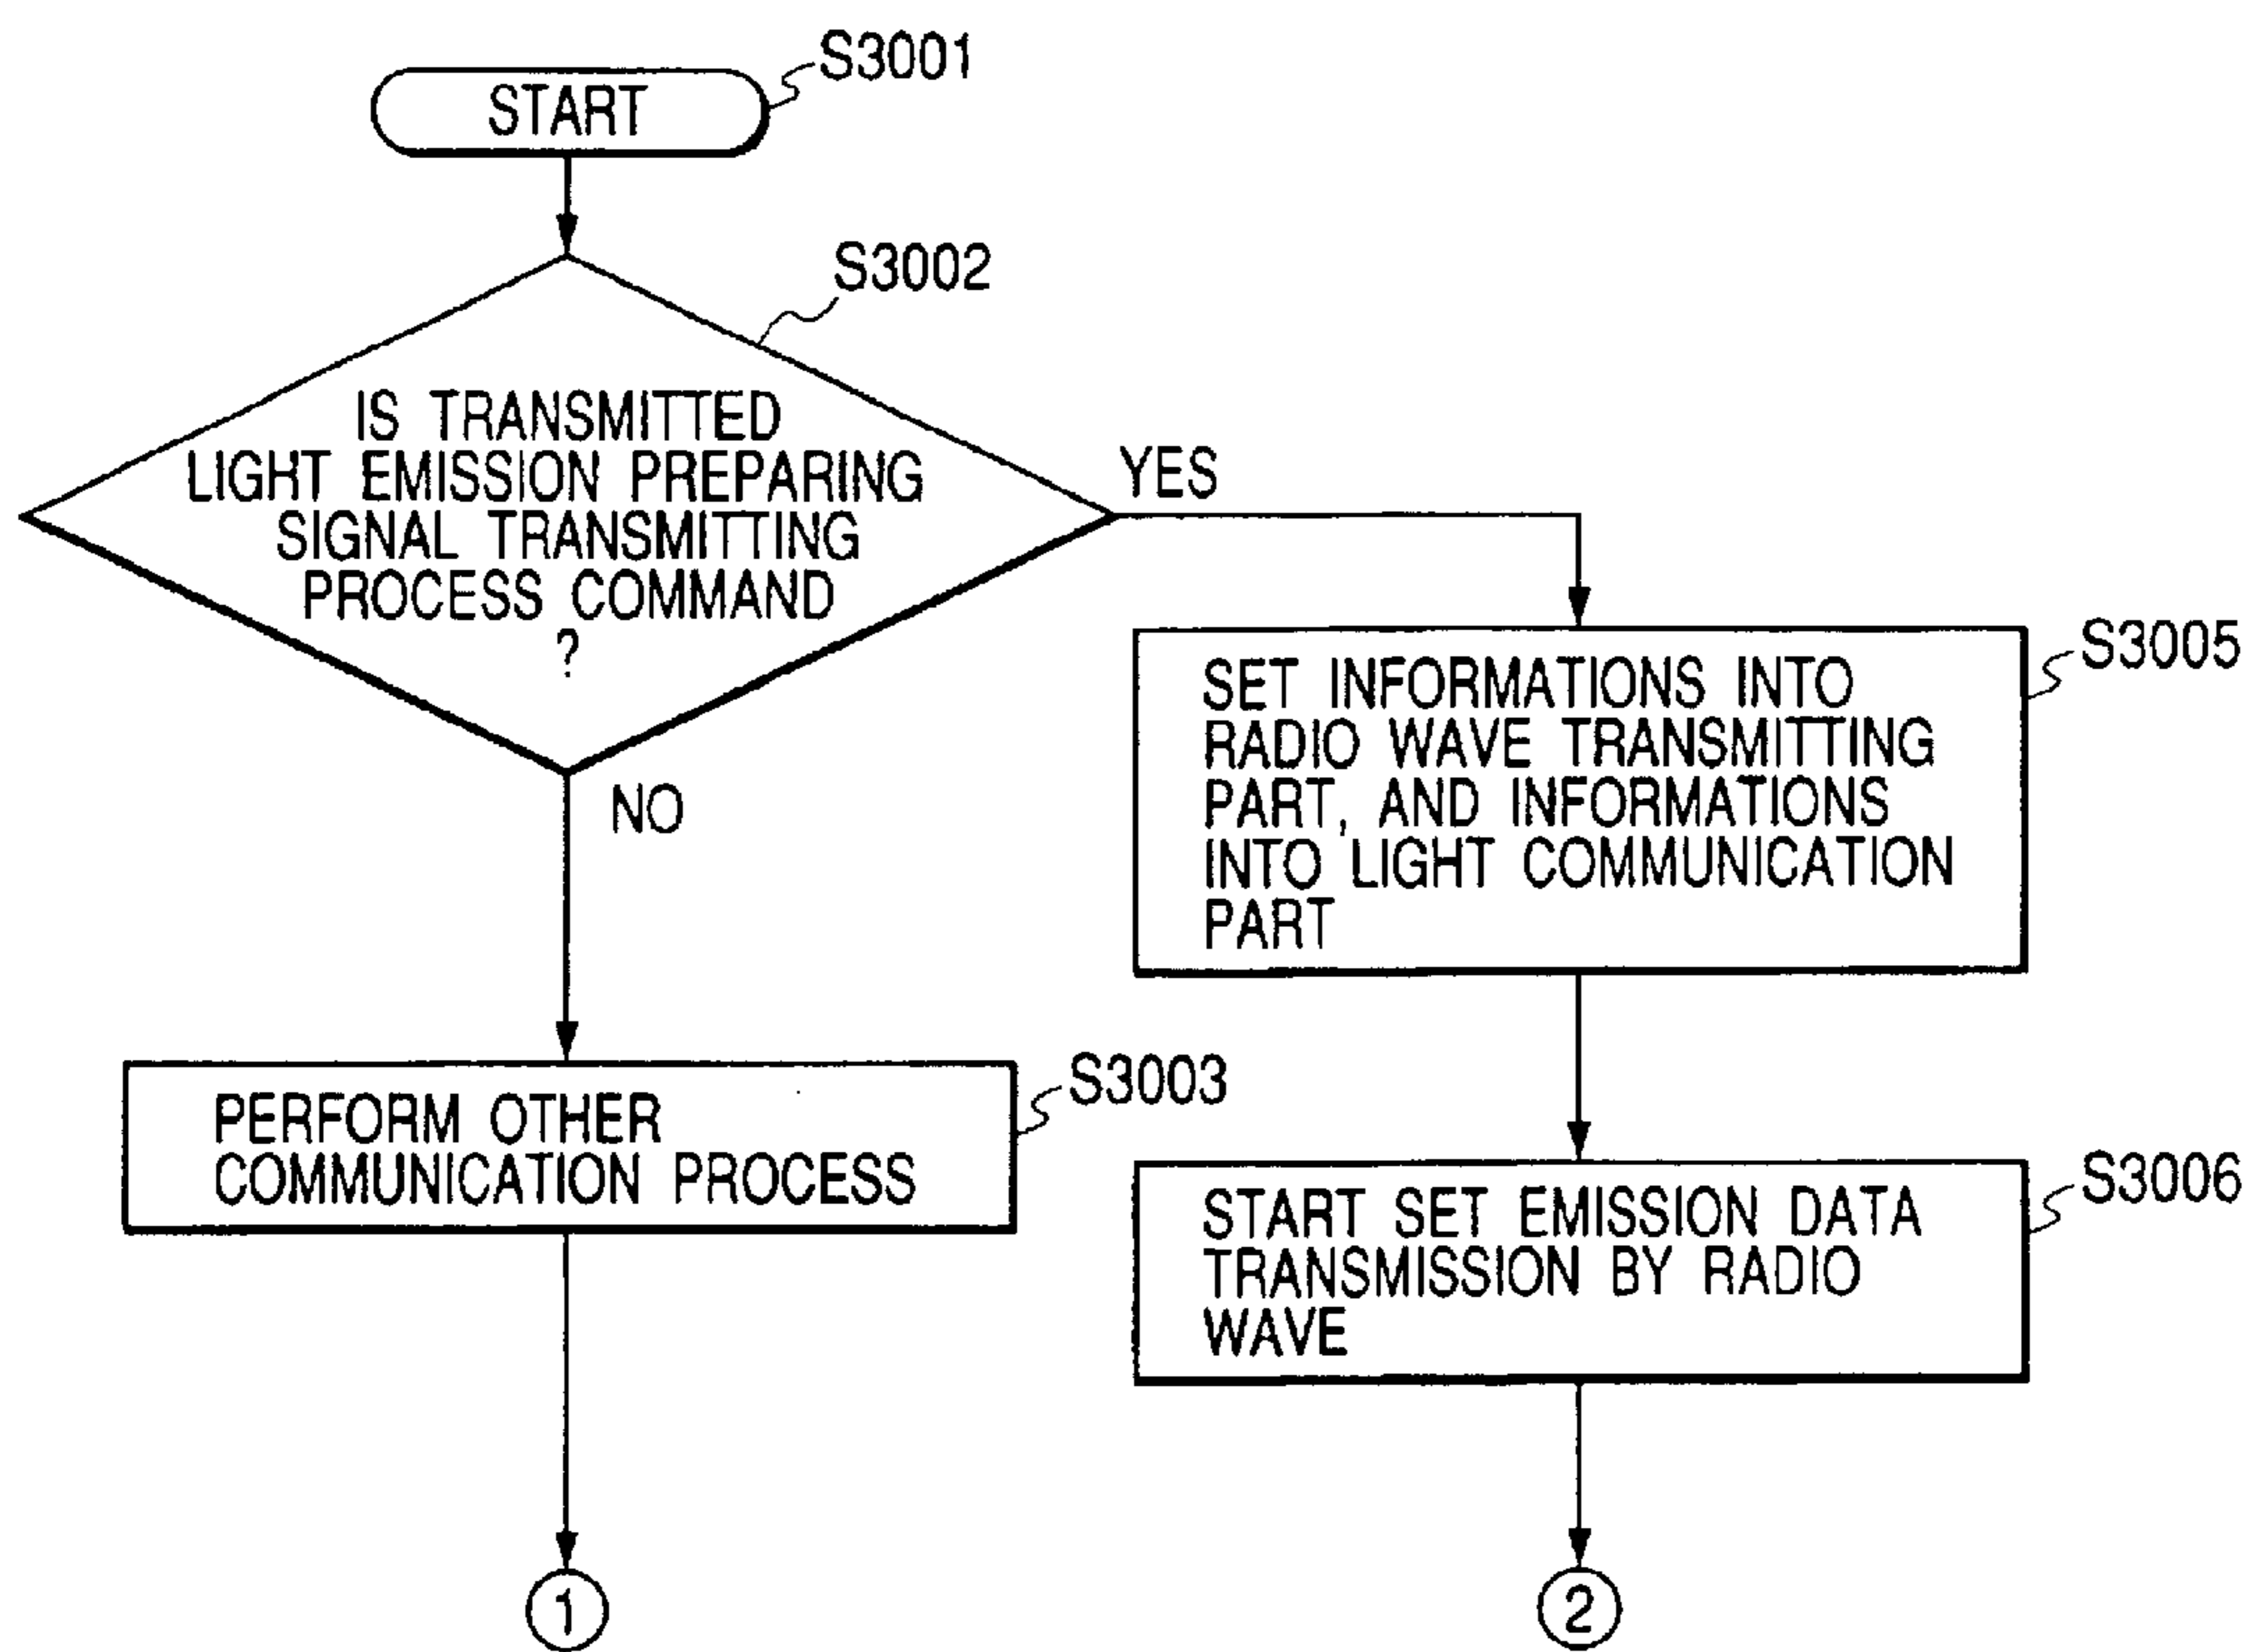 START
S3001
S3002
IS TRANSMITTED
LIGHT EMISSION PREPARING
SIGNAL TRANSMITTING
PROCESS COMMAND
?
YES
NO
S3005
SET INFORMATIONS INTO
RADIO WAVE TRANSMITTING
PART, AND INFORMATIONS
INTO LIGHT COMMUNICATION
PART
S3003
PERFORM OTHER
COMMUNICATION PROCESS
S3006
START SET EMISSION DATA
TRANSMISSION BY RADIO
WAVE
1
2